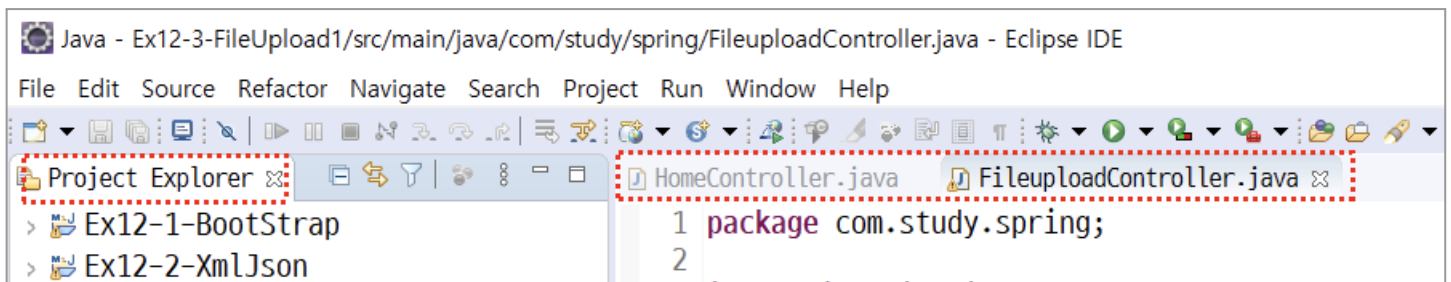 Java - Ex12-3-FileUpload1/src/main/java/com/study/spring/FileuploadController.java - Eclipse IDE
File Edit Source Refactor Navigate Search Project Run Window Help
Project Explorer
HomeController.java FileuploadController.java
Ex12-1-BootStrap
1 package com.study.spring;
Ex12-2-XmlJson
2